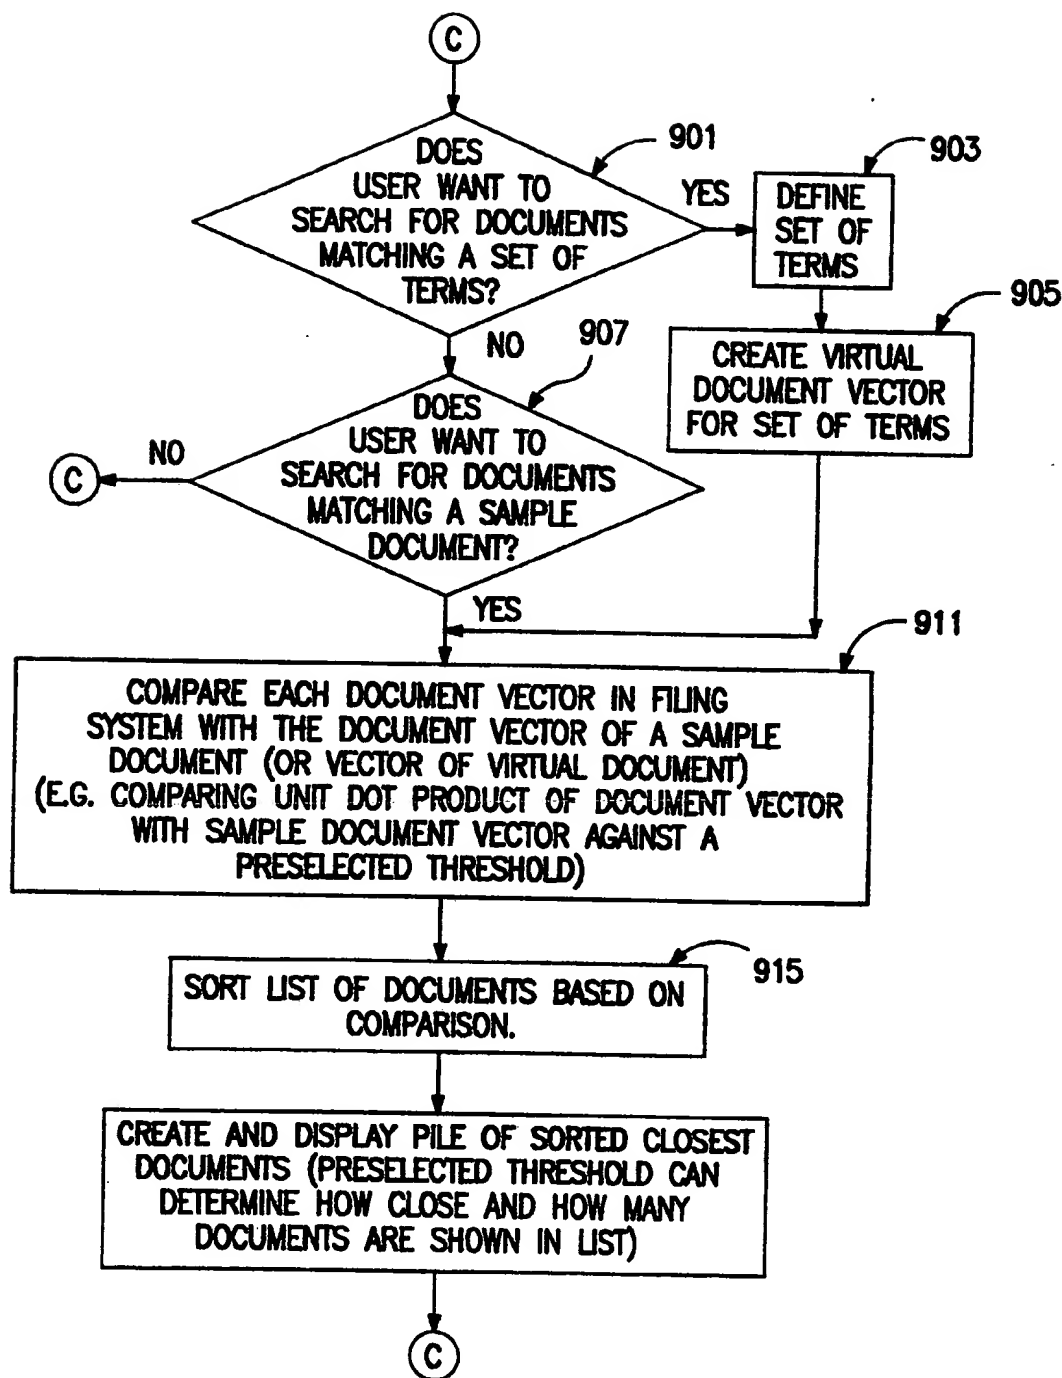 C
DOES
USER WANT TO
SEARCH FOR DOCUMENTS
MATCHING A SET OF
TERMS?
901
YES
903
DEFINE
SET OF
TERMS
905
CREATE VIRTUAL
DOCUMENT VECTOR
FOR SET OF TERMS
NO
907
DOES
USER WANT TO
SEARCH FOR DOCUMENTS
MATCHING A SAMPLE
DOCUMENT?
NO
C
YES
911
COMPARE EACH DOCUMENT VECTOR IN FILING
SYSTEM WITH THE DOCUMENT VECTOR OF A SAMPLE
DOCUMENT (OR VECTOR OF VIRTUAL DOCUMENT)
(E.G. COMPARING UNIT DOT PRODUCT OF DOCUMENT VECTOR
WITH SAMPLE DOCUMENT VECTOR AGAINST A
PRESELECTED THRESHOLD)
915
SORT LIST OF DOCUMENTS BASED ON
COMPARISON.
CREATE AND DISPLAY PILE OF SORTED CLOSEST
DOCUMENTS (PRESELECTED THRESHOLD CAN
DETERMINE HOW CLOSE AND HOW MANY
DOCUMENTS ARE SHOWN IN LIST)
C